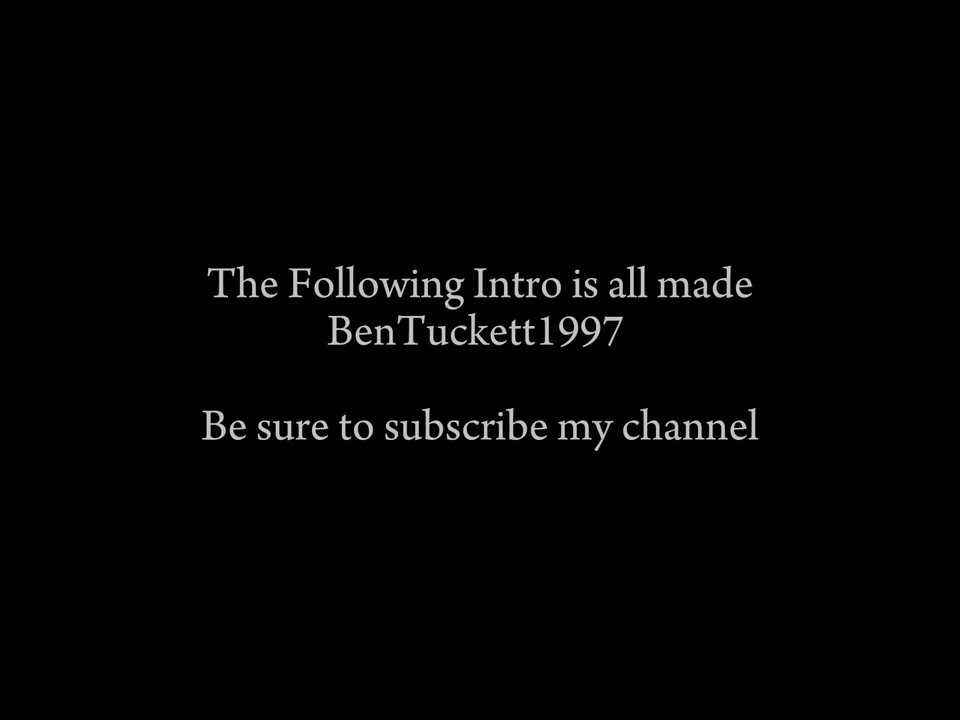 The Following Intro is all made
BenTuckett1997
Be sure to subscribe my channel